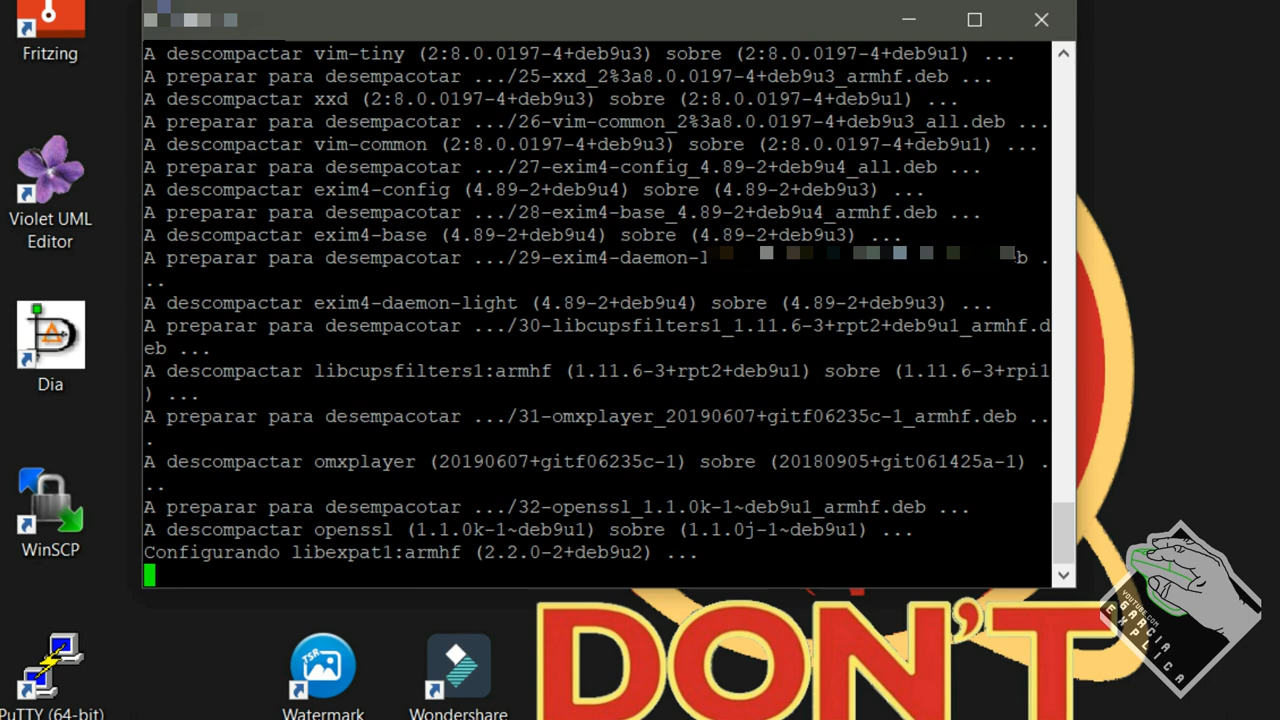 Fritzing
Violet UML
Editor
Dia
WinSCP
PuTTY (64-bit)
A descompactar vim-tiny (2:8.0.0197-4+deb9u3) sobre (2:8.0.0197-4+deb9u1) ...
A preparar para desempacotar .../25-xxd_2%3a8.0.0197-4+deb9u3_armhf.deb ...
A descompactar xxd (2:8.0.0197-4+deb9u3) sobre (2:8.0.0197-4+deb9u1) ...
A preparar para desempacotar .../26-vim-common_2%3a8.0.0197-4+deb9u3_all.deb ...
A descompactar vim-common (2:8.0.0197-4+deb9u3) sobre (2:8.0.0197-4+deb9u1) ...
A preparar para desempacotar .../27-exim4-config_4.89-2+deb9u4_all.deb ...
A descompactar exim4-config (4.89-2+deb9u4) sobre (4.89-2+deb9u3) ...
A preparar para desempacotar .../28-exim4-base_4.89-2+deb9u4_armhf.deb ...
A descompactar exim4-base (4.89-2+deb9u4) sobre (4.89-2+deb9u3) ...
A preparar para desempacotar .../29-exim4-daemon-l b .
..
A descompactar exim4-daemon-light (4.89-2+deb9u4) sobre (4.89-2+deb9u3) ...
A preparar para desempacotar .../30-libcupsfilters1_1.11.6-3+rpt2+deb9u1_armhf.d
eb ...
A descompactar libcupsfilters1:armhf (1.11.6-3+rpt2+deb9u1) sobre (1.11.6-3+rpi1
) ...
A preparar para desempacotar .../31-omxplayer_20190607+gitf06235c-1_armhf.deb ..
.
A descompactar omxplayer (20190607+gitf06235c-1) sobre (20180905+git061425a-1) .
..
A preparar para desempacotar .../32-openssl_1.1.0k-1~deb9u1_armhf.deb ...
A descompactar openssl (1.1.0k-1~deb9u1) sobre (1.1.0j-1~deb9u1) ...
Configurando libexpat1:armhf (2.2.0-2+deb9u2) ...
TSR
Watermark
Wondershare
DON'T
YOUTUBE.COM
GARCIA
EXPLICA